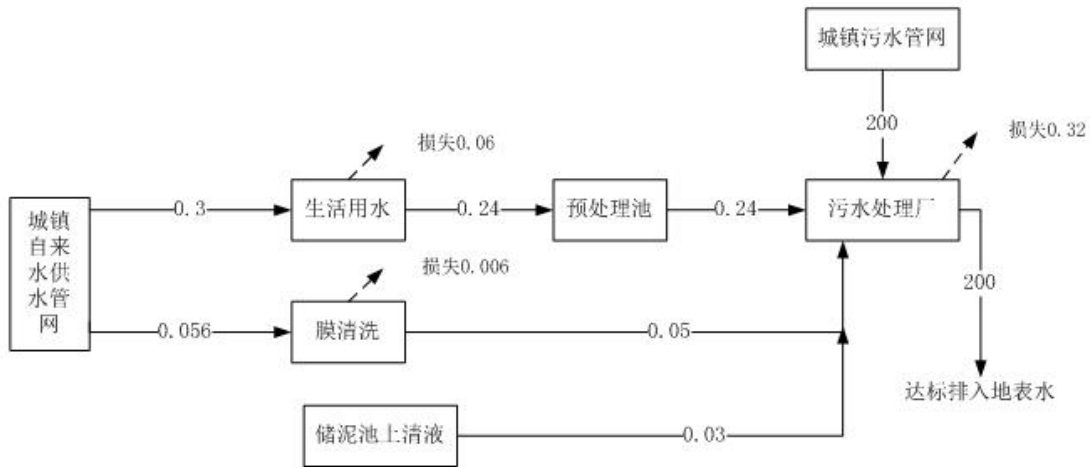 城镇污水管网
200
损失0.32
损失0.06
城镇
自来
水供
水管
网
0.3
生活用水
0.24
预处理池
0.24
污水处理厂
200
损失0.006
0.056
膜清洗
0.05
达标排入地表水
储泥池上清液
0.03